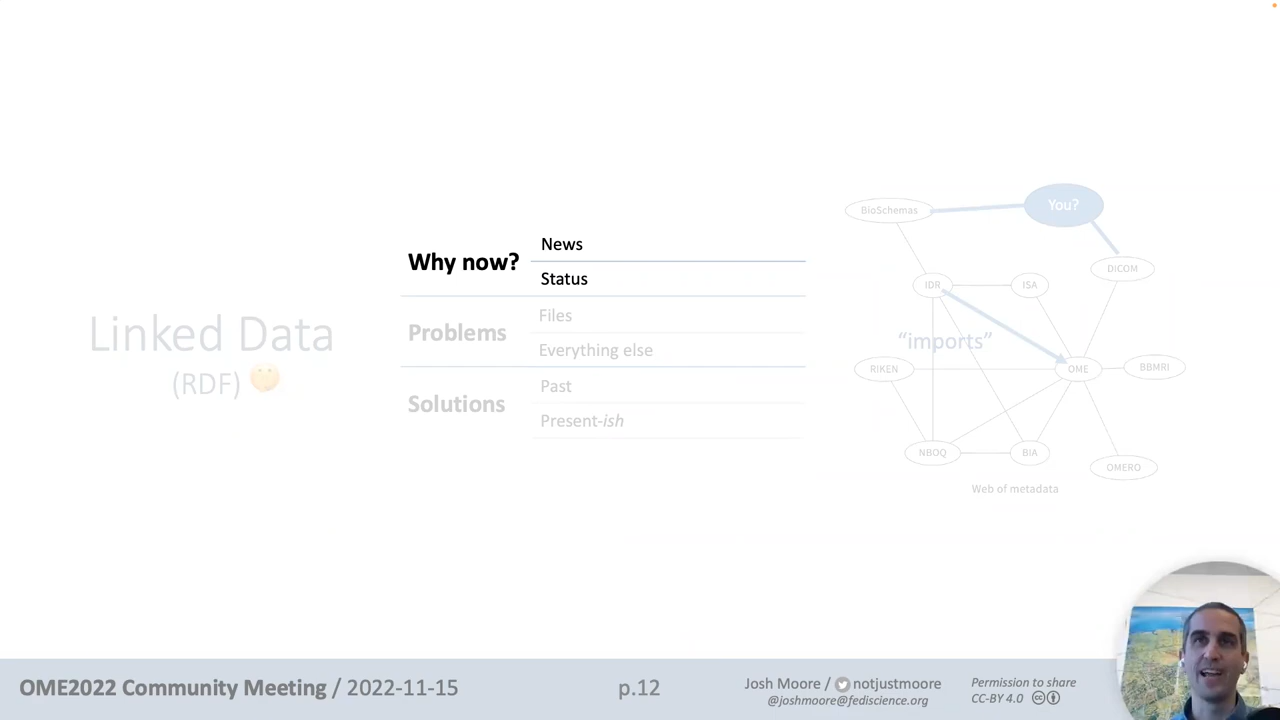 Linked Data
(RDF)
Why now?
News
Status
Problems
Files
Everything else
Solutions
Past
Present-ish
BioSchemas
You?
DICOM
IDR
ISA
“imports”
RIKEN
OME
BBMRI
NBOQ
BIA
OMERO
Web of metadata
OME2022 Community Meeting / 2022-11-15
p.12
Josh Moore / notjustmoore
@joshmoore@fediscience.org
Permission to share
CC-BY 4.0